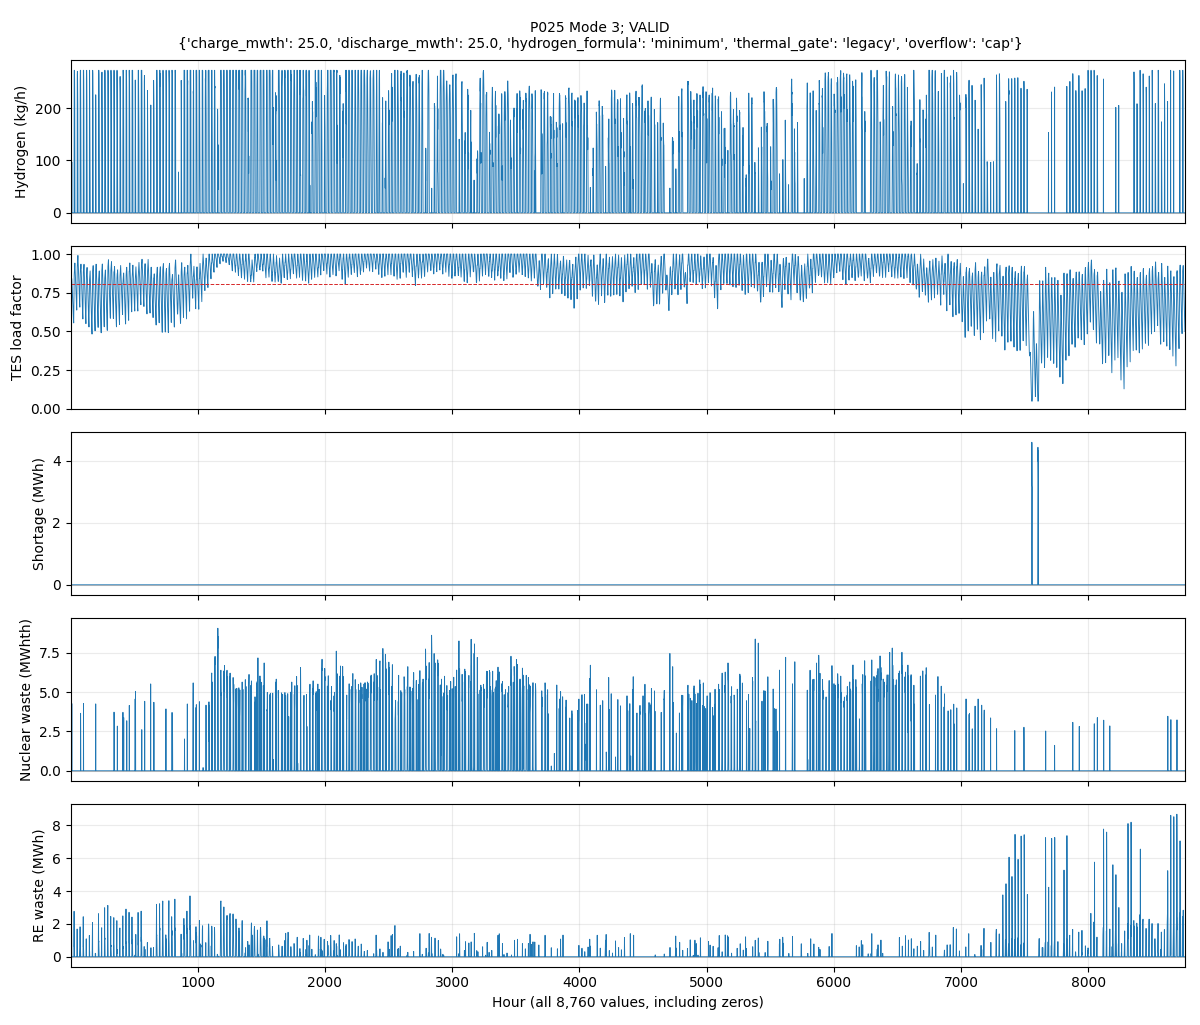 P025 Mode 3; VALID
{'charge_mwth': 25.0, 'discharge_mwth': 25.0, 'hydrogen_formula': 'minimum', 'thermal_gate': 'legacy', 'overflow': 'cap'}
Hydrogen (kg/h)
200
100
0
TES load factor
1.00
0.75
0.50
0.25
0.00
Shortage (MWh)
4
2
0
Nuclear waste (MWhth)
7.5
5.0
2.5
0.0
RE waste (MWh)
8
6
4
2
0
1000 2000 3000 4000 5000 6000 7000 8000
Hour (all 8,760 values, including zeros)